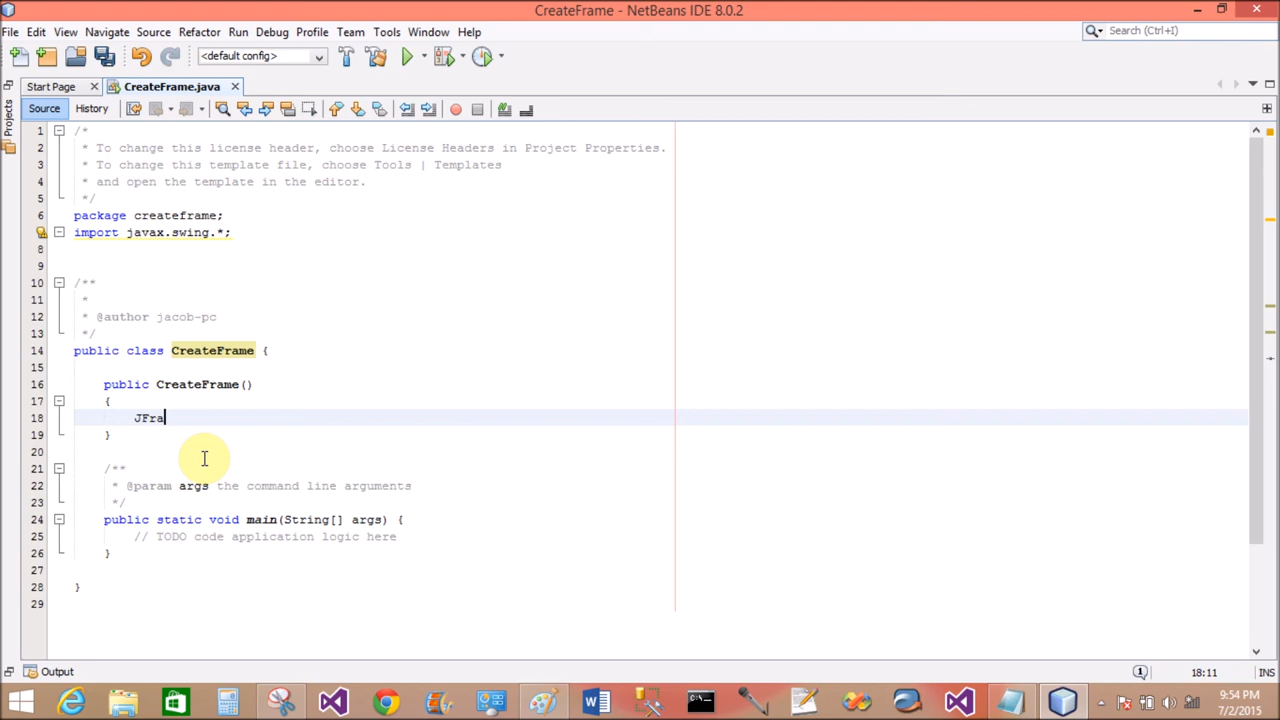 CreateFrame - NetBeans IDE 8.0.2
File Edit View Navigate Source Refactor Run Debug Profile Team Tools Window Help
Search (Ctrl+I)
<default config>
Start Page
CreateFrame.java
Projects
Source History
1 /*
2 * To change this license header, choose License Headers in Project Properties.
3 * To change this template file, choose Tools | Templates
4 * and open the template in the editor.
5 */
6 package createframe;
import javax.swing.*;
8
9
10 /**
11 *
12 * @author jacob-pc
13 */
14 public class CreateFrame {
15
16 public CreateFrame()
17 {
18 JFra
19 }
20
21 /**
22 * @param args the command line arguments
23 */
24 public static void main(String[] args) {
25 // TODO code application logic here
26 }
27
28 }
29
Output
1
18:11
INS
9:54 PM
7/2/2015